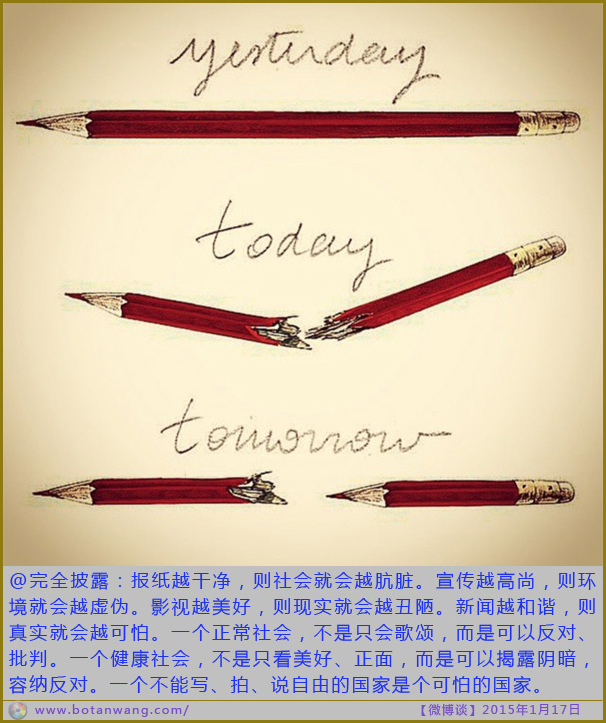 yesterday
today
tomorrow
@完全披露：报纸越干净，则社会就会越肮脏。宣传越高尚，则环
境就会越虚伪。影视越美好，则现实就会越丑陋。新闻越和谐，则
真实就会越可怕。一个正常社会，不是只会歌颂，而是可以反对、
批判。一个健康社会，不是只看美好、正面，而是可以揭露阴暗，
容纳反对。一个不能写、拍、说自由的国家是个可怕的国家。
www.botanwang.com/ 【微博谈】2015年1月17日